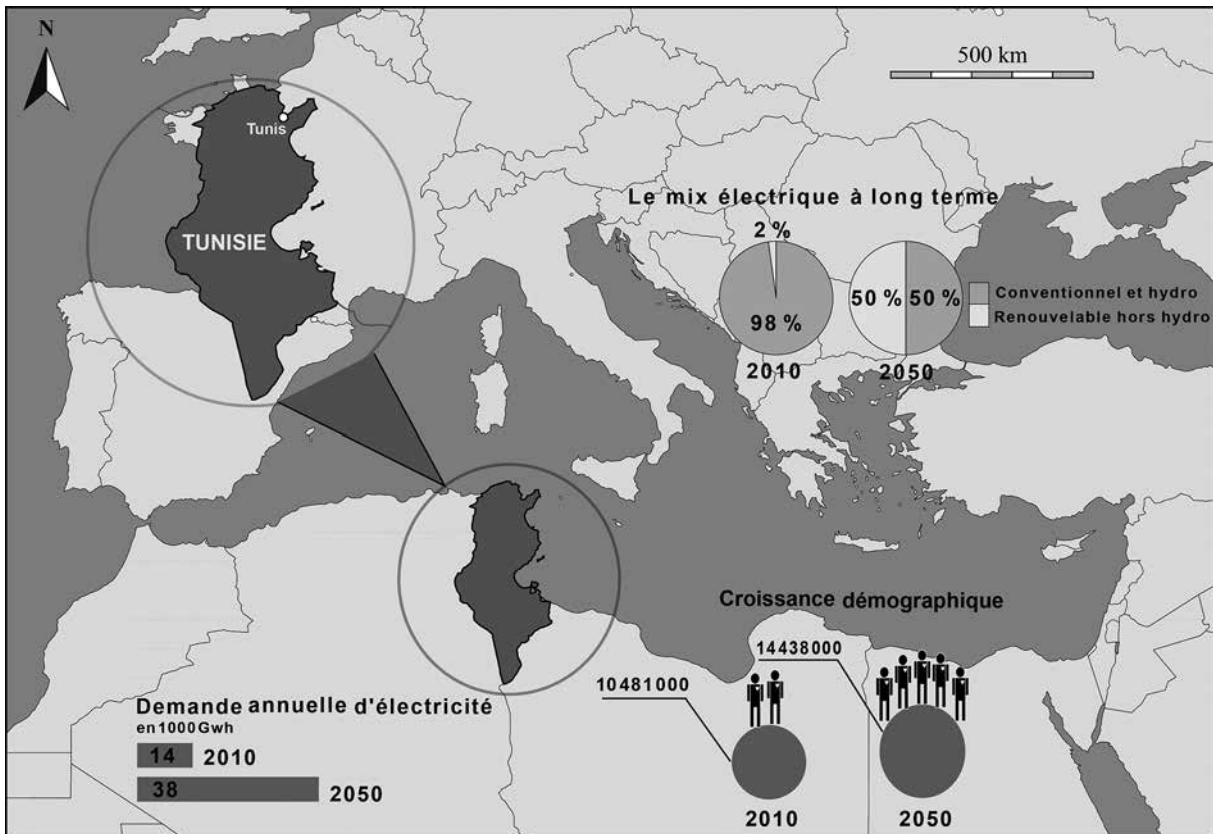 N
500 km
Tunis
TUNISIE
Le mix électrique à long terme
2 %
98 %
2010
50 % 50 %
2050
Conventionnel et hydro
Renouvelable hors hydro
Croissance démographique
10481000
14438000
2010
2050
Demande annuelle d'électricité
en 1000 Gwh
14 2010
38 2050